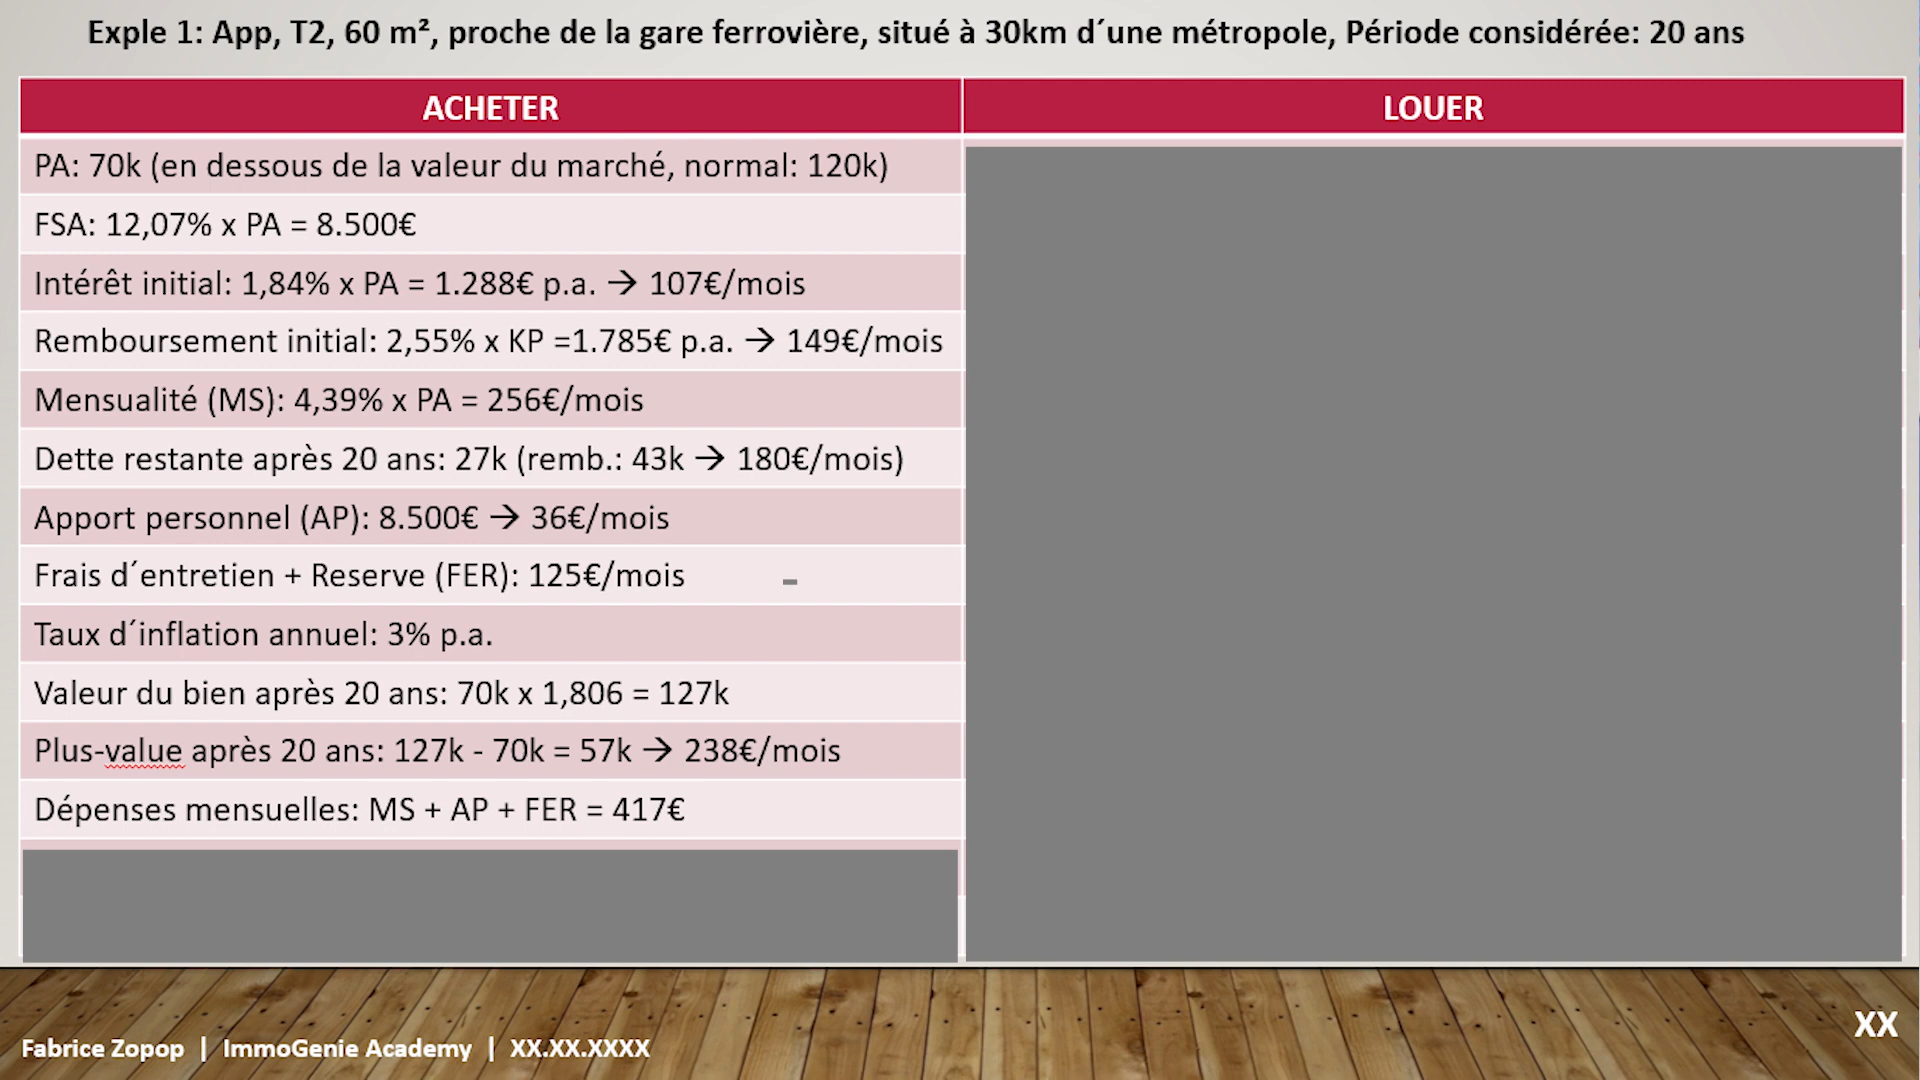 Exple 1: App, T2, 60 m², proche de la gare ferrovière, situé à 30km d´une métropole, Période considérée: 20 ans
ACHETER
LOUER
PA: 70k (en dessous de la valeur du marché, normal: 120k)
FSA: 12,07% x PA = 8.500€
Intérêt initial: 1,84% x PA = 1.288€ p.a. → 107€/mois
Remboursement initial: 2,55% x KP =1.785€ p.a. → 149€/mois
Mensualité (MS): 4,39% x PA = 256€/mois
Dette restante après 20 ans: 27k (remb.: 43k → 180€/mois)
Apport personnel (AP): 8.500€ → 36€/mois
Frais d´entretien + Reserve (FER): 125€/mois
Taux d´inflation annuel: 3% p.a.
Valeur du bien après 20 ans: 70k x 1,806 = 127k
Plus-value après 20 ans: 127k - 70k = 57k → 238€/mois
Dépenses mensuelles: MS + AP + FER = 417€
Fabrice Zopop | ImmoGenie Academy | XX.XX.XXXX
XX